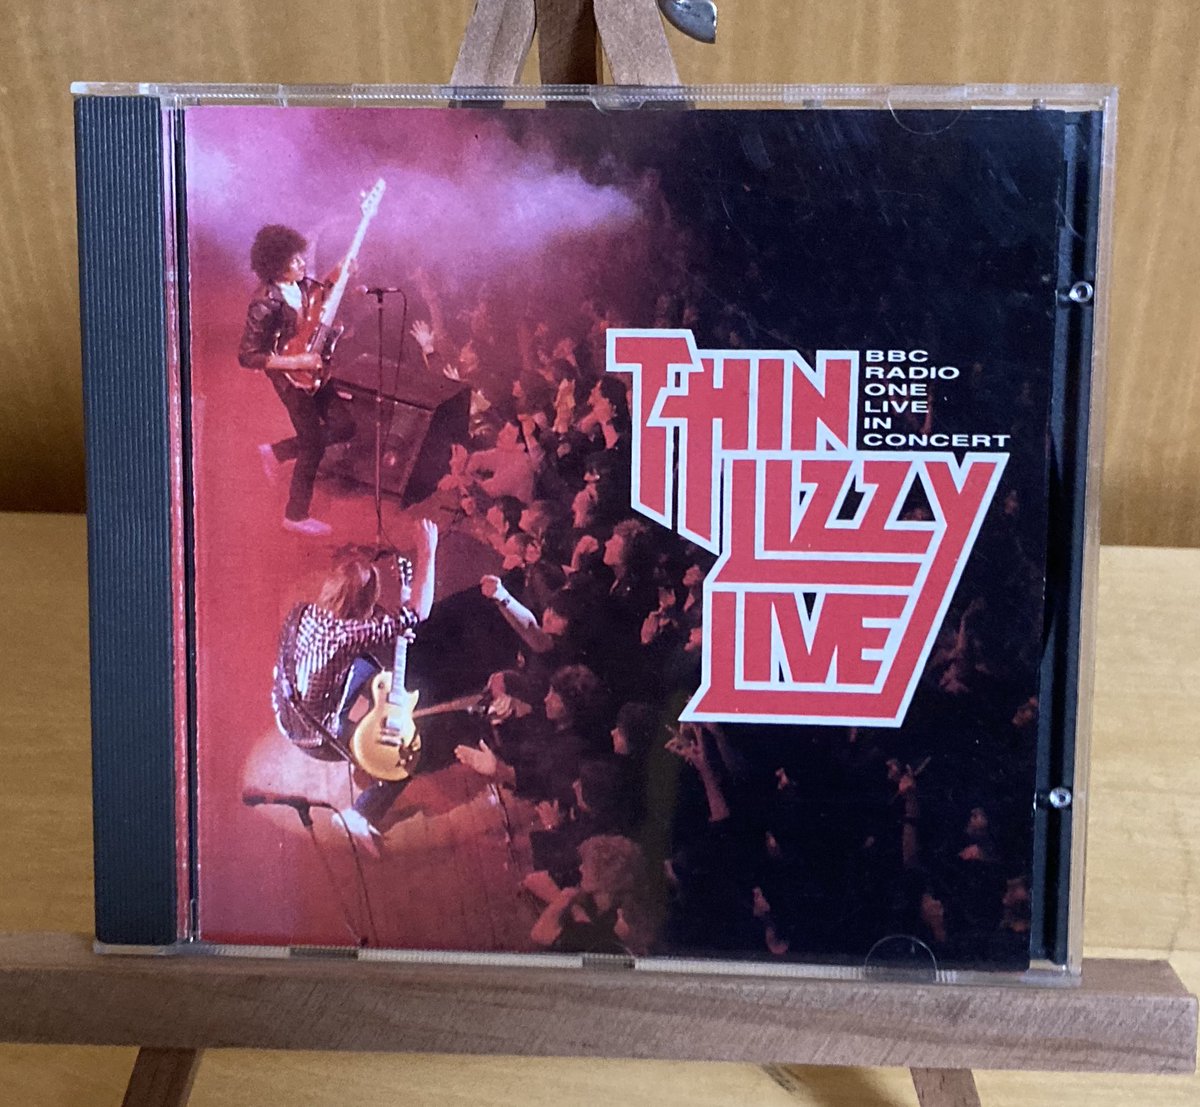 THIN
BBC
RADIO
ONE
LIVE
IN
CONCERT
LIZZY
LIVE